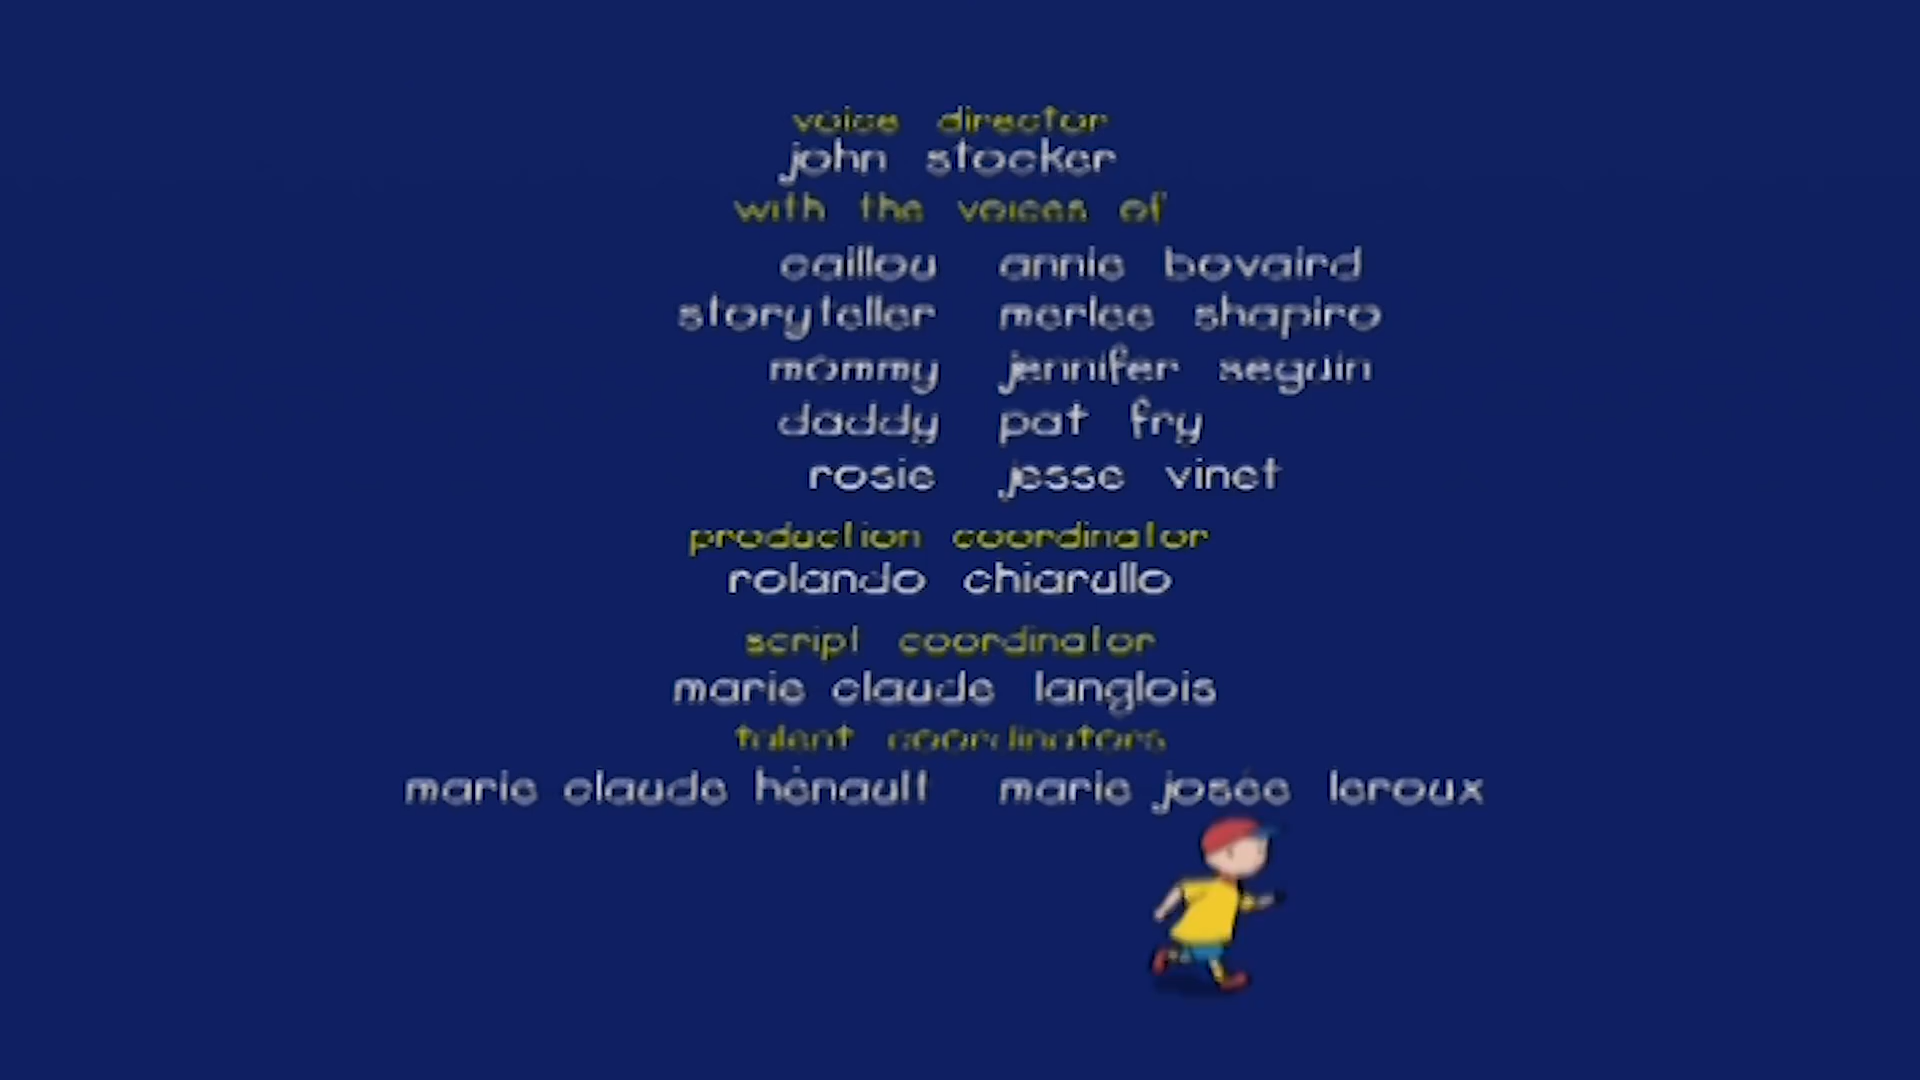 voice director
john stocker
with the voices of
caillou annie bovaird
storyteller merlee shapiro
mommy jennifer seguin
daddy pat fry
rosie jesse vinet
production coordinator
rolando chiarullo
script coordinator
marie claude langlois
talent coordinators
marie claude hénault marie josée leroux